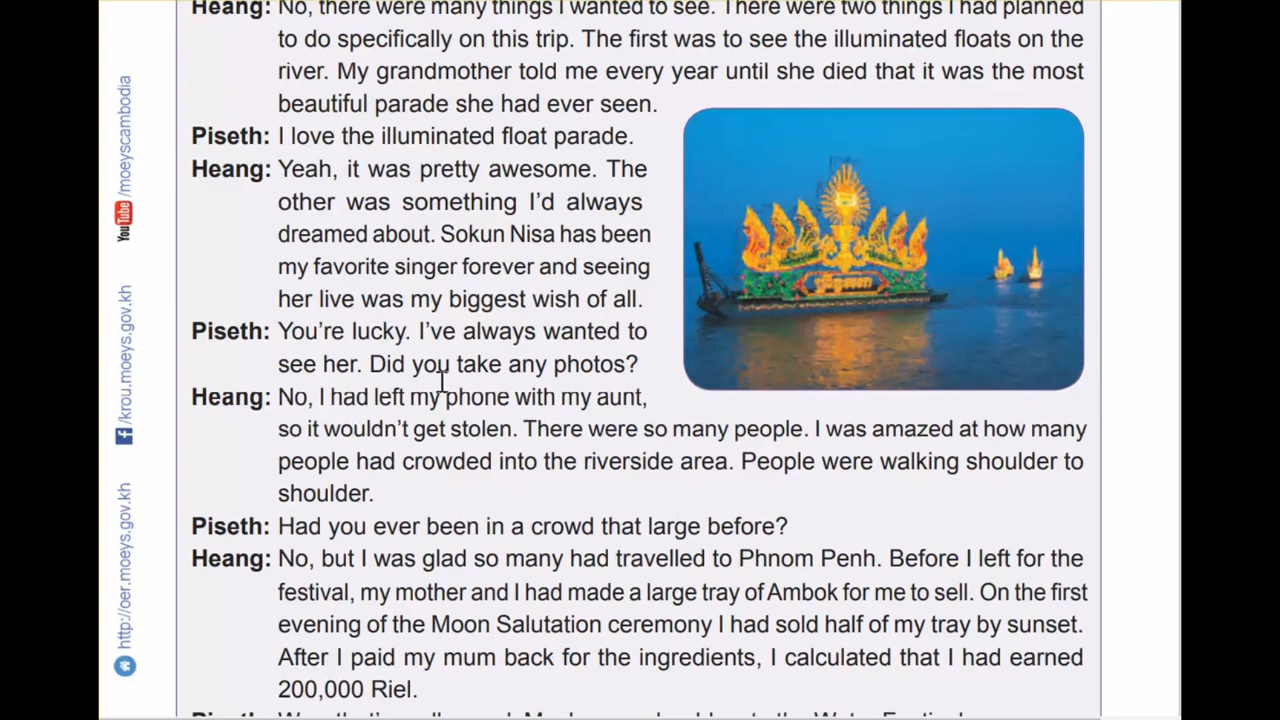 Heang: No, there were many things I wanted to see. There were two things I had planned
to do specifically on this trip. The first was to see the illuminated floats on the
river. My grandmother told me every year until she died that it was the most
beautiful parade she had ever seen.
Piseth: I love the illuminated float parade.
Heang: Yeah, it was pretty awesome. The
other was something I’d always
dreamed about. Sokun Nisa has been
my favorite singer forever and seeing
her live was my biggest wish of all.
Piseth: You’re lucky. I’ve always wanted to
see her. Did you take any photos?
Heang: No, I had left my phone with my aunt,
so it wouldn’t get stolen. There were so many people. I was amazed at how many
people had crowded into the riverside area. People were walking shoulder to
shoulder.
Piseth: Had you ever been in a crowd that large before?
Heang: No, but I was glad so many had travelled to Phnom Penh. Before I left for the
festival, my mother and I had made a large tray of Ambok for me to sell. On the first
evening of the Moon Salutation ceremony I had sold half of my tray by sunset.
After I paid my mum back for the ingredients, I calculated that I had earned
200,000 Riel.
YouTube /moeyscambodia
f /krou.moeys.gov.kh
http://oer.moeys.gov.kh